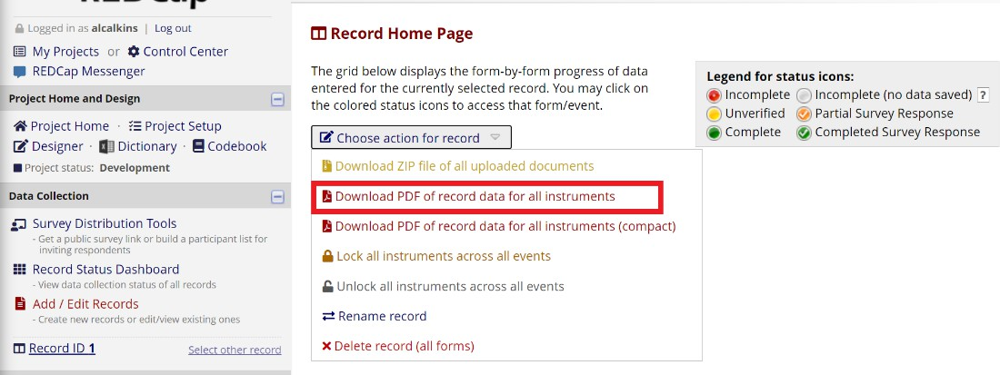 REDCap
Logged in as alcalkins | Log out
My Projects or Control Center
REDCap Messenger
Project Home and Design
Project Home · Project Setup
Designer · Dictionary · Codebook
Project status: Development
Data Collection
Survey Distribution Tools
- Get a public survey link or build a participant list for
inviting respondents
Record Status Dashboard
- View data collection status of all records
Add / Edit Records
- Create new records or edit/view existing ones
Record ID 1
Select other record
Record Home Page
The grid below displays the form-by-form progress of data
entered for the currently selected record. You may click on
the colored status icons to access that form/event.
Choose action for record
Download ZIP file of all uploaded documents
Download PDF of record data for all instruments
Download PDF of record data for all instruments (compact)
Lock all instruments across all events
Unlock all instruments across all events
Rename record
Delete record (all forms)
Legend for status icons:
Incomplete Incomplete (no data saved) ?
Unverified Partial Survey Response
Complete Completed Survey Response